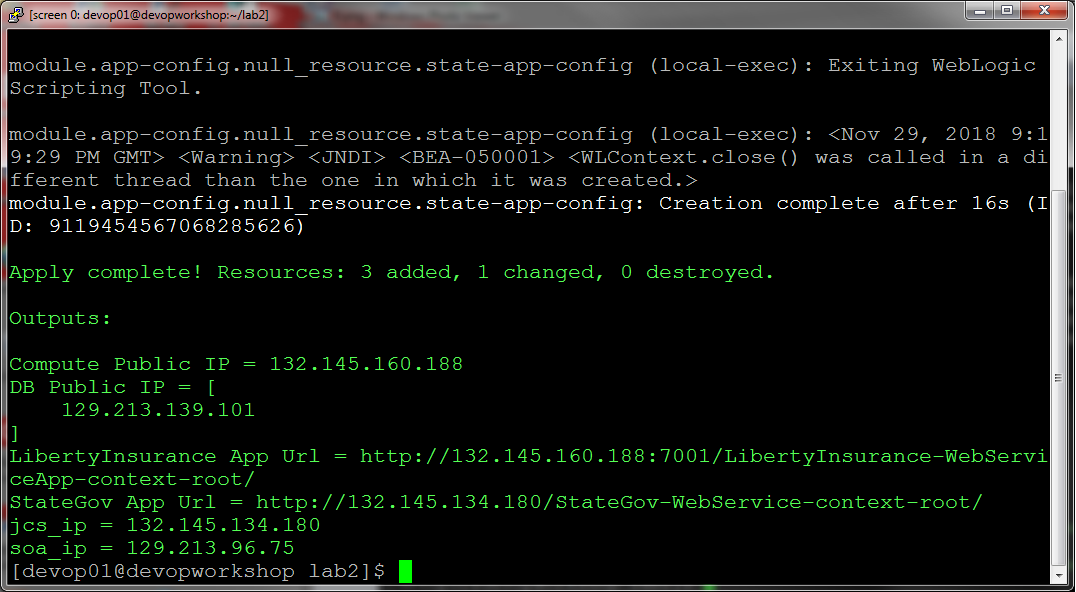 [screen 0: devop01@devopworkshop:~/lab2]
module.app-config.null_resource.state-app-config (local-exec): Exiting WebLogic
Scripting Tool.
module.app-config.null_resource.state-app-config (local-exec): <Nov 29, 2018 9:1
9:29 PM GMT> <Warning> <JNDI> <BEA-050001> <WLContext.close() was called in a di
fferent thread than the one in which it was created.>
module.app-config.null_resource.state-app-config: Creation complete after 16s (I
D: 9119454567068285626)
Apply complete! Resources: 3 added, 1 changed, 0 destroyed.
Outputs:
Compute Public IP = 132.145.160.188
DB Public IP = [
    129.213.139.101
]
LibertyInsurance App Url = http://132.145.160.188:7001/LibertyInsurance-WebServi
ceApp-context-root/
StateGov App Url = http://132.145.134.180/StateGov-WebService-context-root/
jcs_ip = 132.145.134.180
soa_ip = 129.213.96.75
[devop01@devopworkshop lab2]$